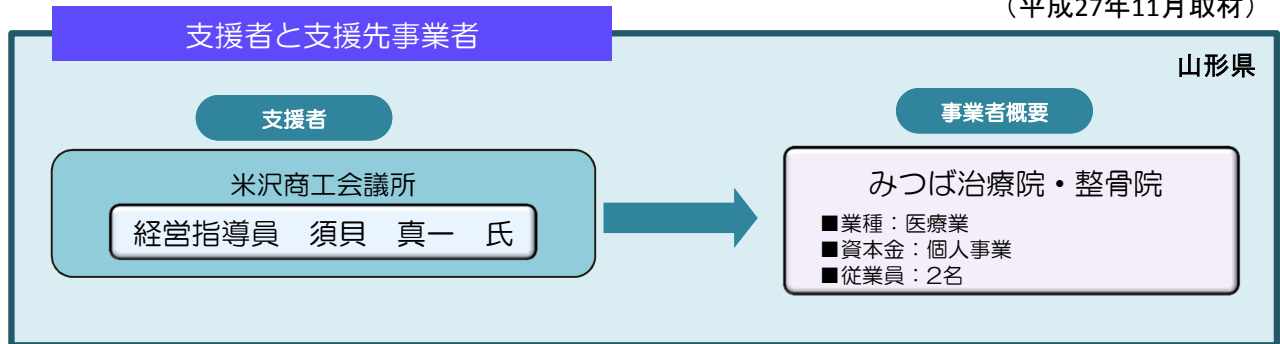 （平成27年11月取材）
支援者と支援先事業者
山形県
支援者
米沢商工会議所
経営指導員　須貝　真一　氏
事業者概要
みつば治療院・整骨院
■業種：医療業
■資本金：個人事業
■従業員：2名